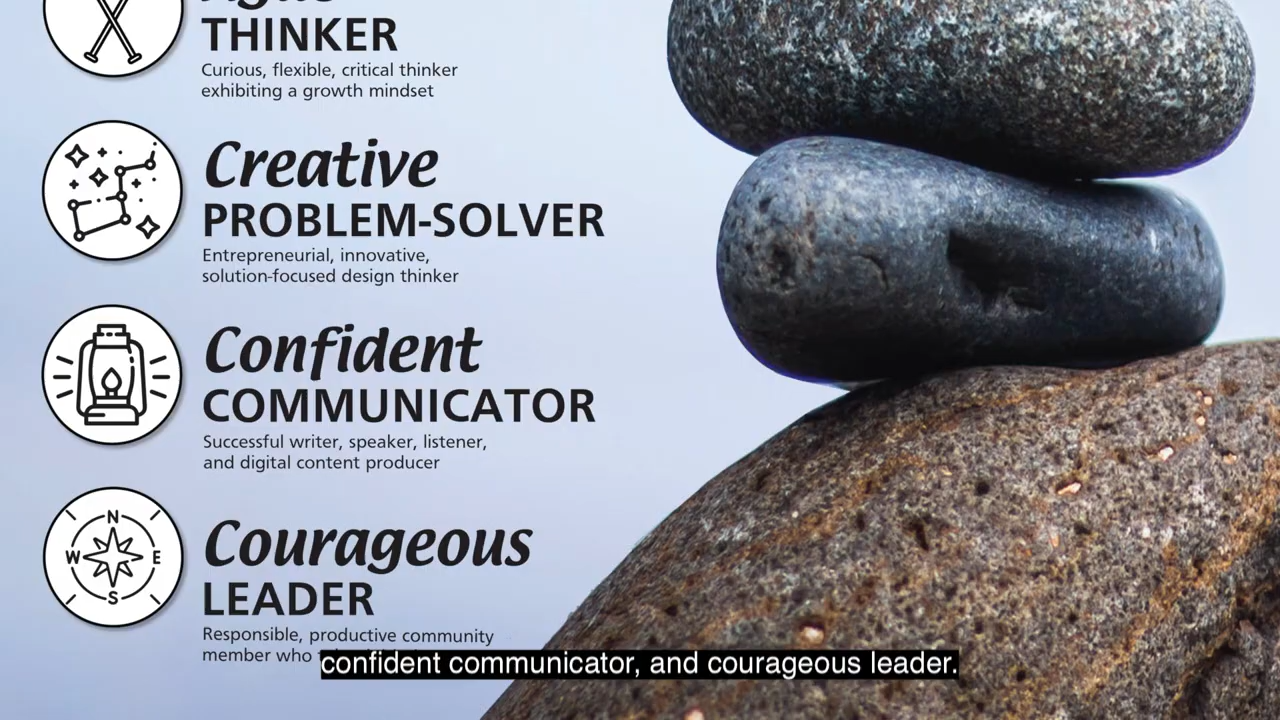 THINKER
Curious, flexible, critical thinker
exhibiting a growth mindset
Creative
PROBLEM-SOLVER
Entrepreneurial, innovative,
solution-focused design thinker
Confident
COMMUNICATOR
Successful writer, speaker, listener,
and digital content producer
N
W E
S
Courageous
LEADER
Responsible, productive community
member who
confident communicator, and courageous leader.